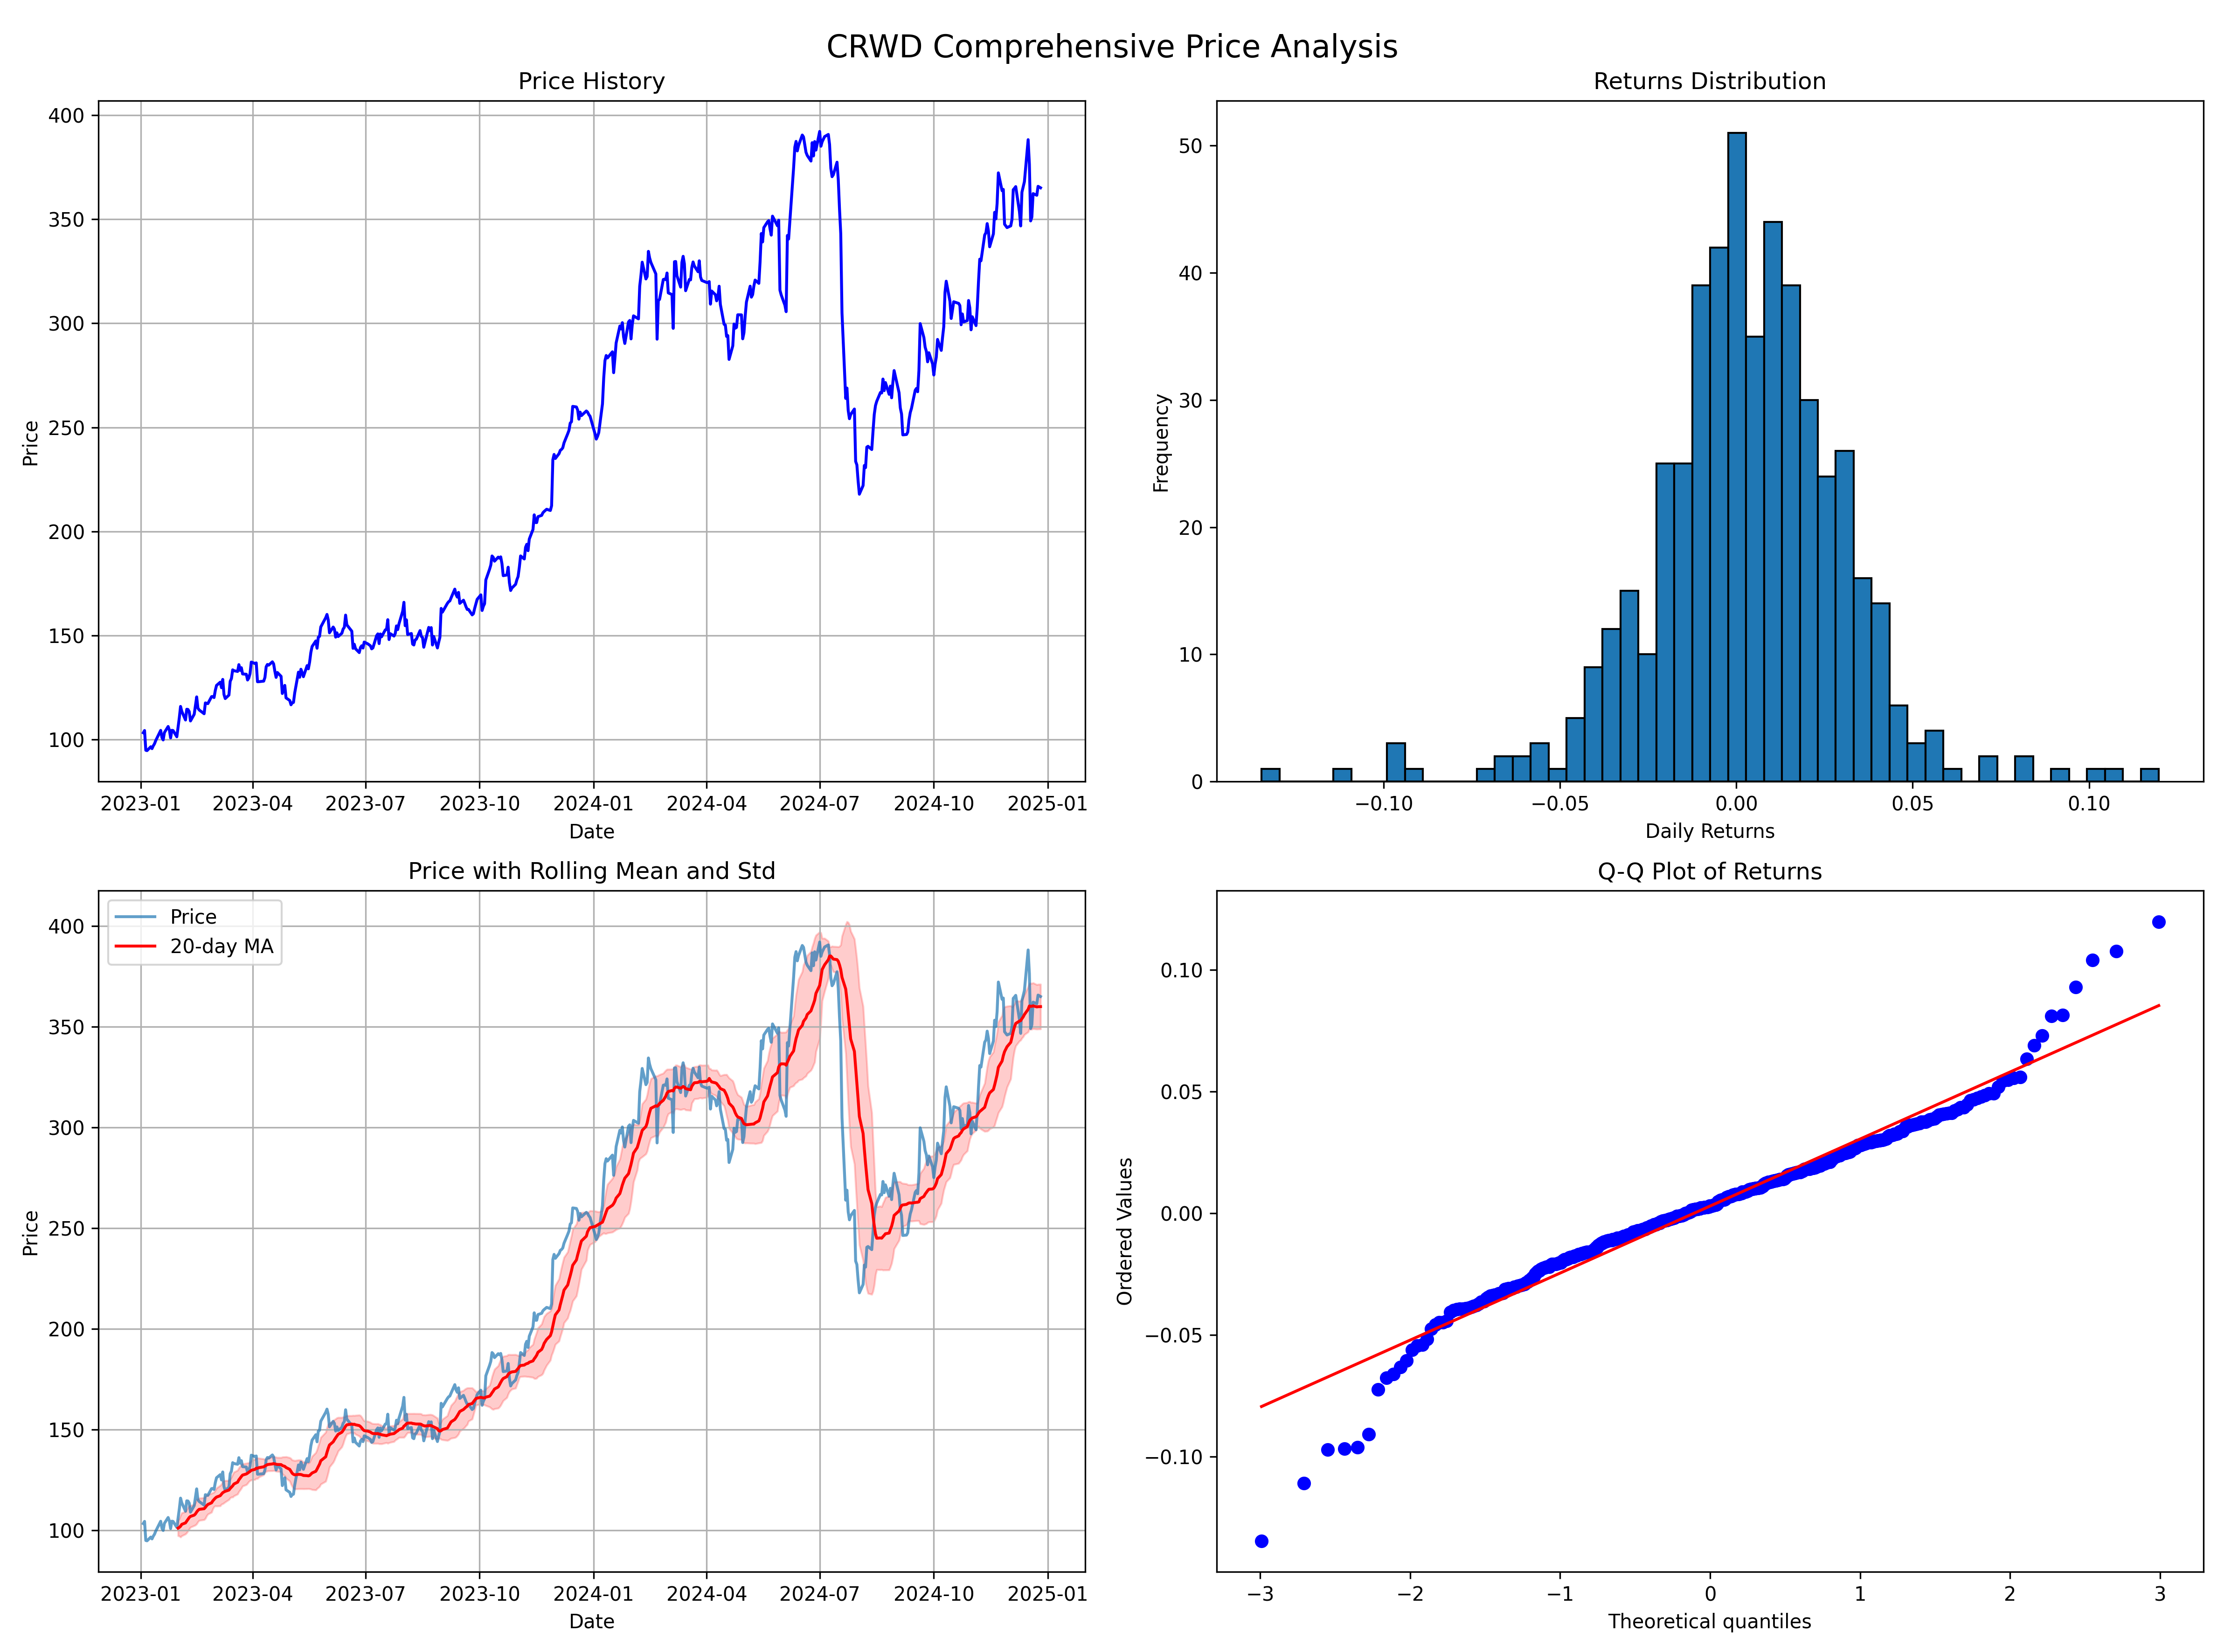 CRWD Comprehensive Price Analysis
Price History
400
350
300
250
200
150
100
Price
2023-01 2023-04 2023-07 2023-10 2024-01 2024-04 2024-07 2024-10 2025-01
Date
Returns Distribution
50
40
30
20
10
0
Frequency
−0.10 −0.05 0.00 0.05 0.10
Daily Returns
Price with Rolling Mean and Std
Price
20-day MA
400
350
300
250
200
150
100
Price
2023-01 2023-04 2023-07 2023-10 2024-01 2024-04 2024-07 2024-10 2025-01
Date
Q-Q Plot of Returns
0.10
0.05
0.00
−0.05
−0.10
Ordered Values
−3 −2 −1 0 1 2 3
Theoretical quantiles